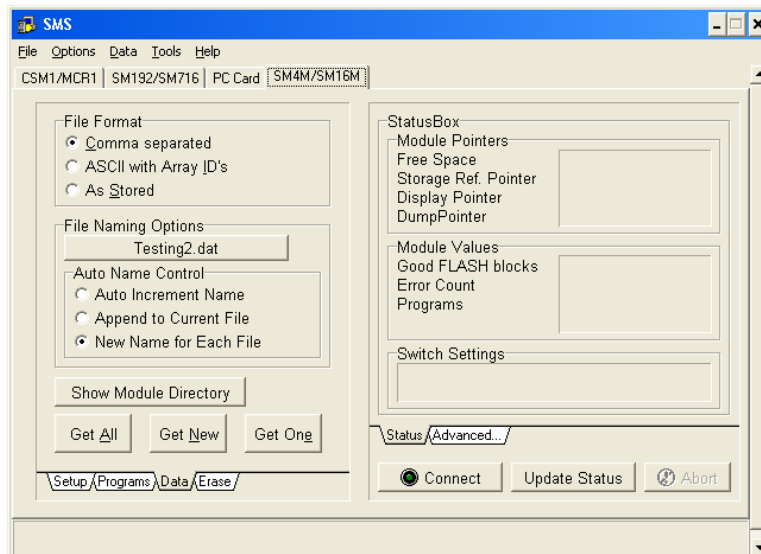 SMS
File Options Data Tools Help
CSM1/MCR1 SM192/SM716 PC Card SM4M/SM16M
File Format
Comma separated
ASCII with Array ID's
As Stored
File Naming Options
Testing2.dat
Auto Name Control
Auto Increment Name
Append to Current File
New Name for Each File
Show Module Directory
Get All Get New Get One
Setup Programs Data Erase
StatusBox
Module Pointers
Free Space
Storage Ref. Pointer
Display Pointer
DumpPointer
Module Values
Good FLASH blocks
Error Count
Programs
Switch Settings
Status Advanced...
Connect Update Status Abort